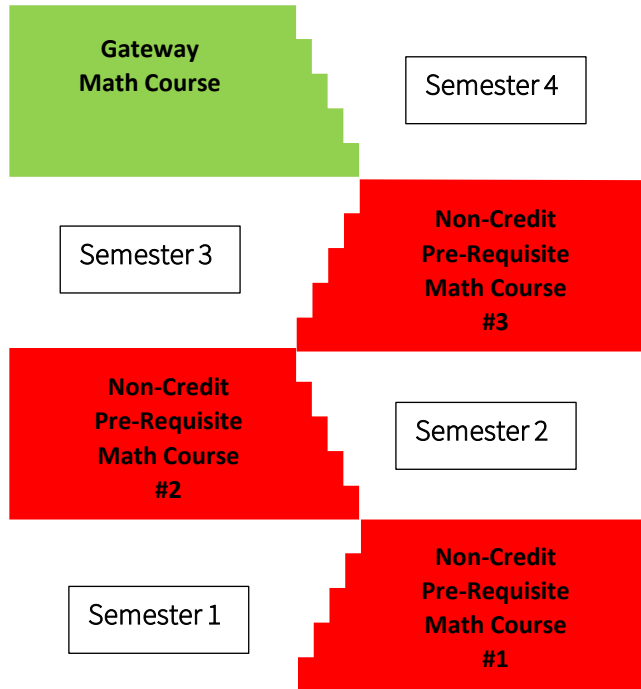 Gateway
Math Course
Semester 4
Semester 3
Non-Credit
Pre-Requisite
Math Course
#3
Non-Credit
Pre-Requisite
Math Course
#2
Semester 2
Semester 1
Non-Credit
Pre-Requisite
Math Course
#1